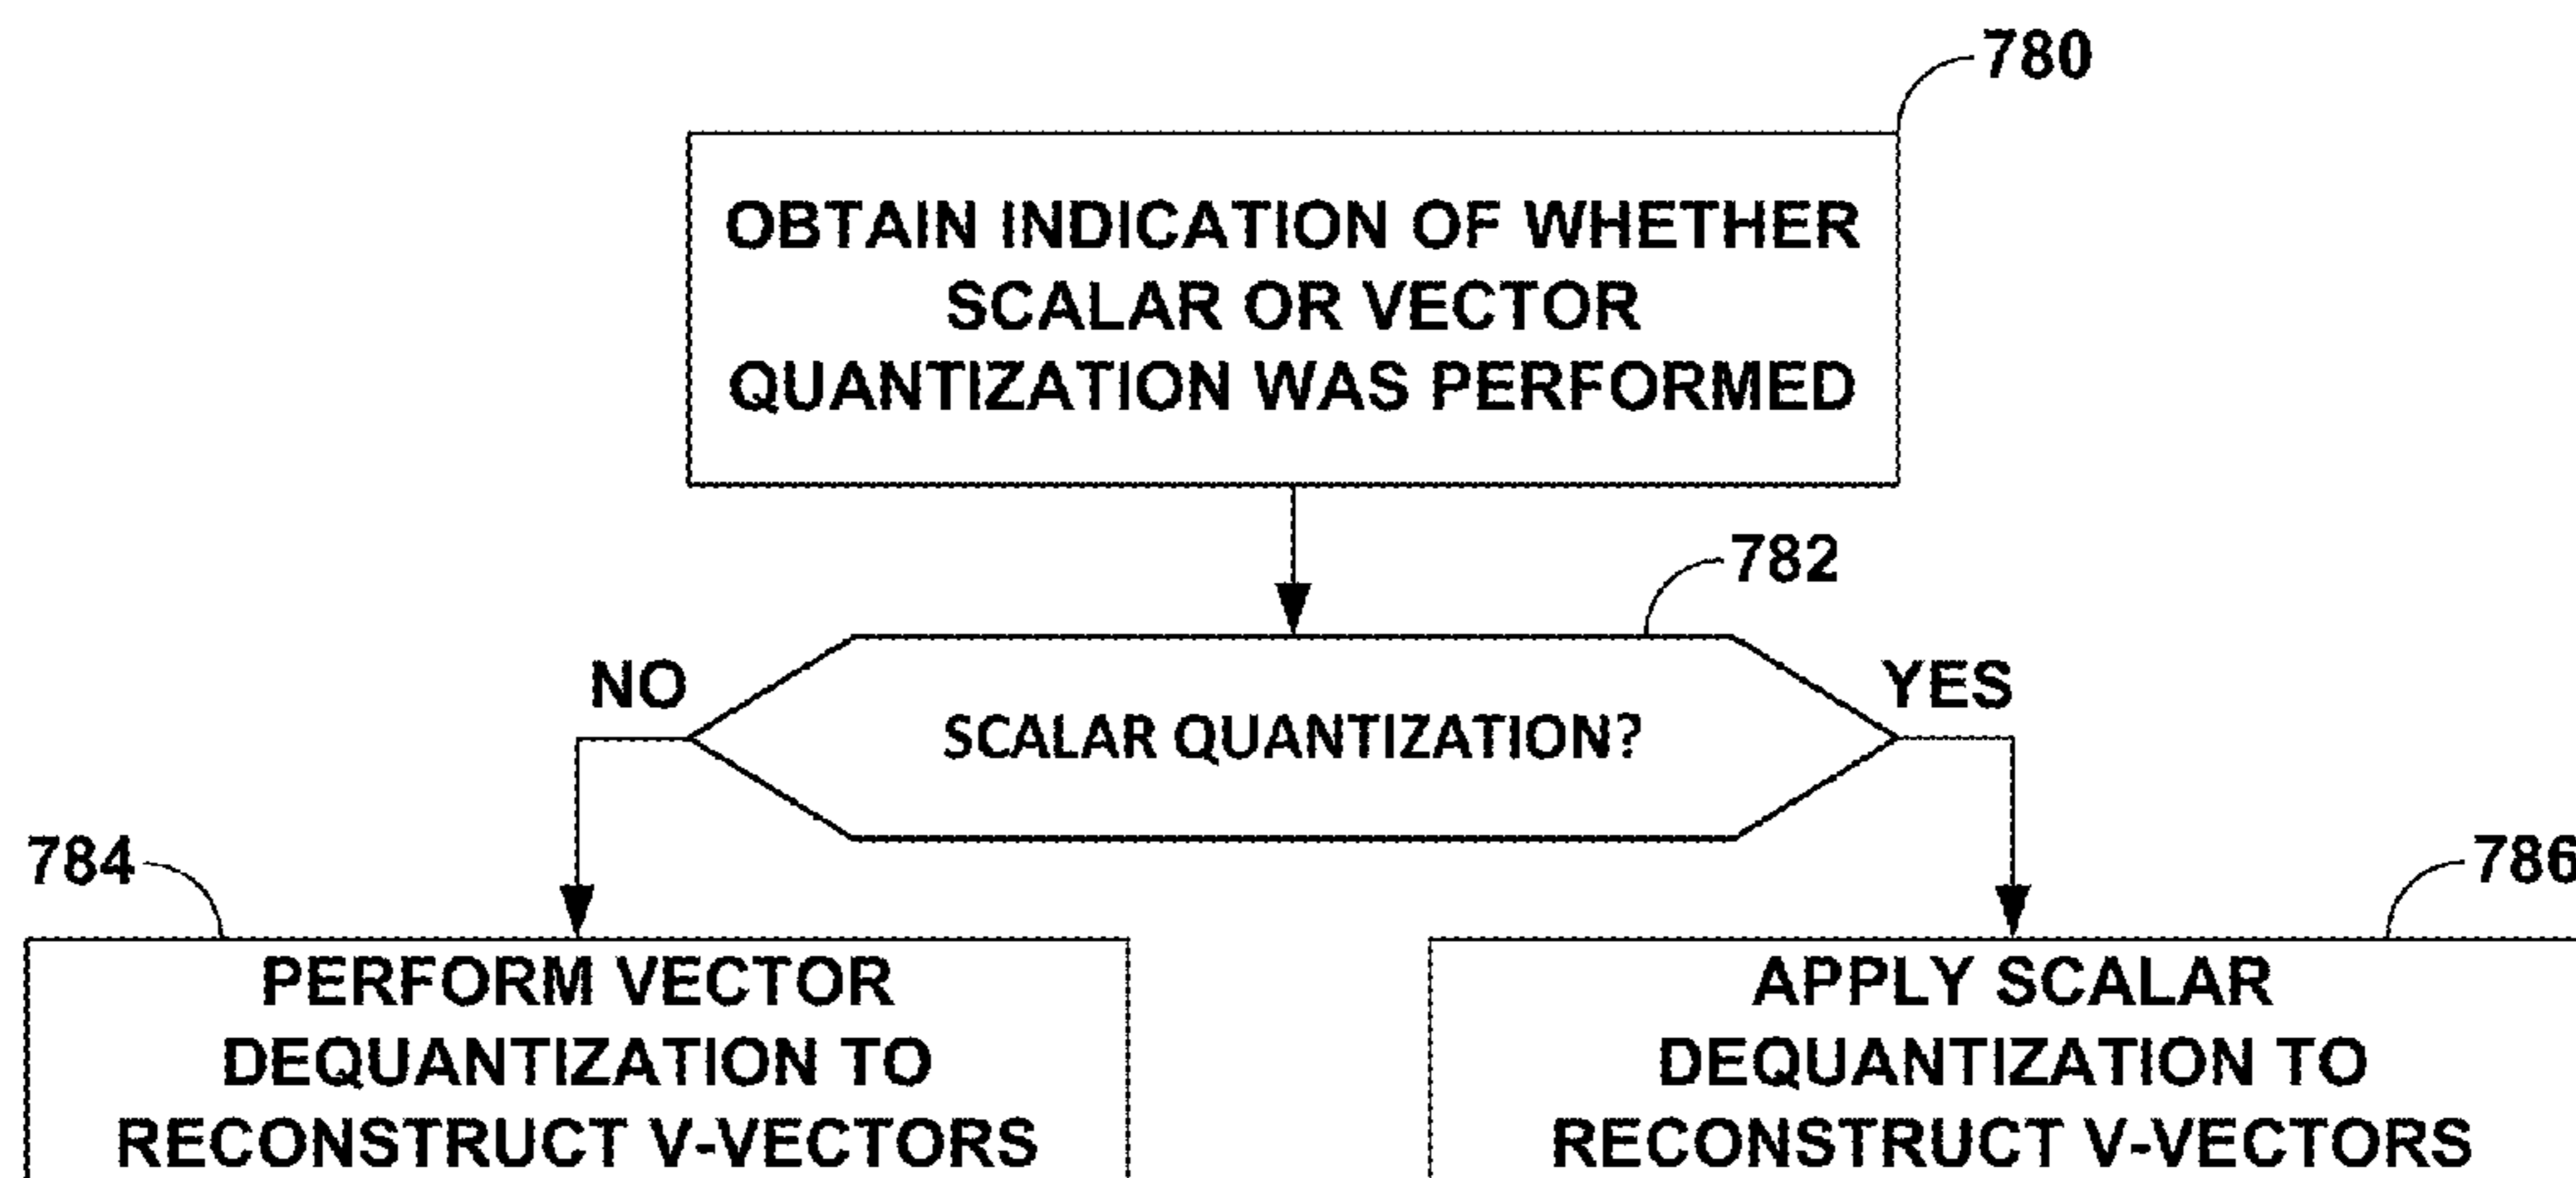 780
OBTAIN INDICATION OF WHETHER
SCALAR OR VECTOR
QUANTIZATION WAS PERFORMED
782
NO
YES
SCALAR QUANTIZATION?
784
786
PERFORM VECTOR
DEQUANTIZATION TO
RECONSTRUCT V-VECTORS
APPLY SCALAR
DEQUANTIZATION TO
RECONSTRUCT V-VECTORS